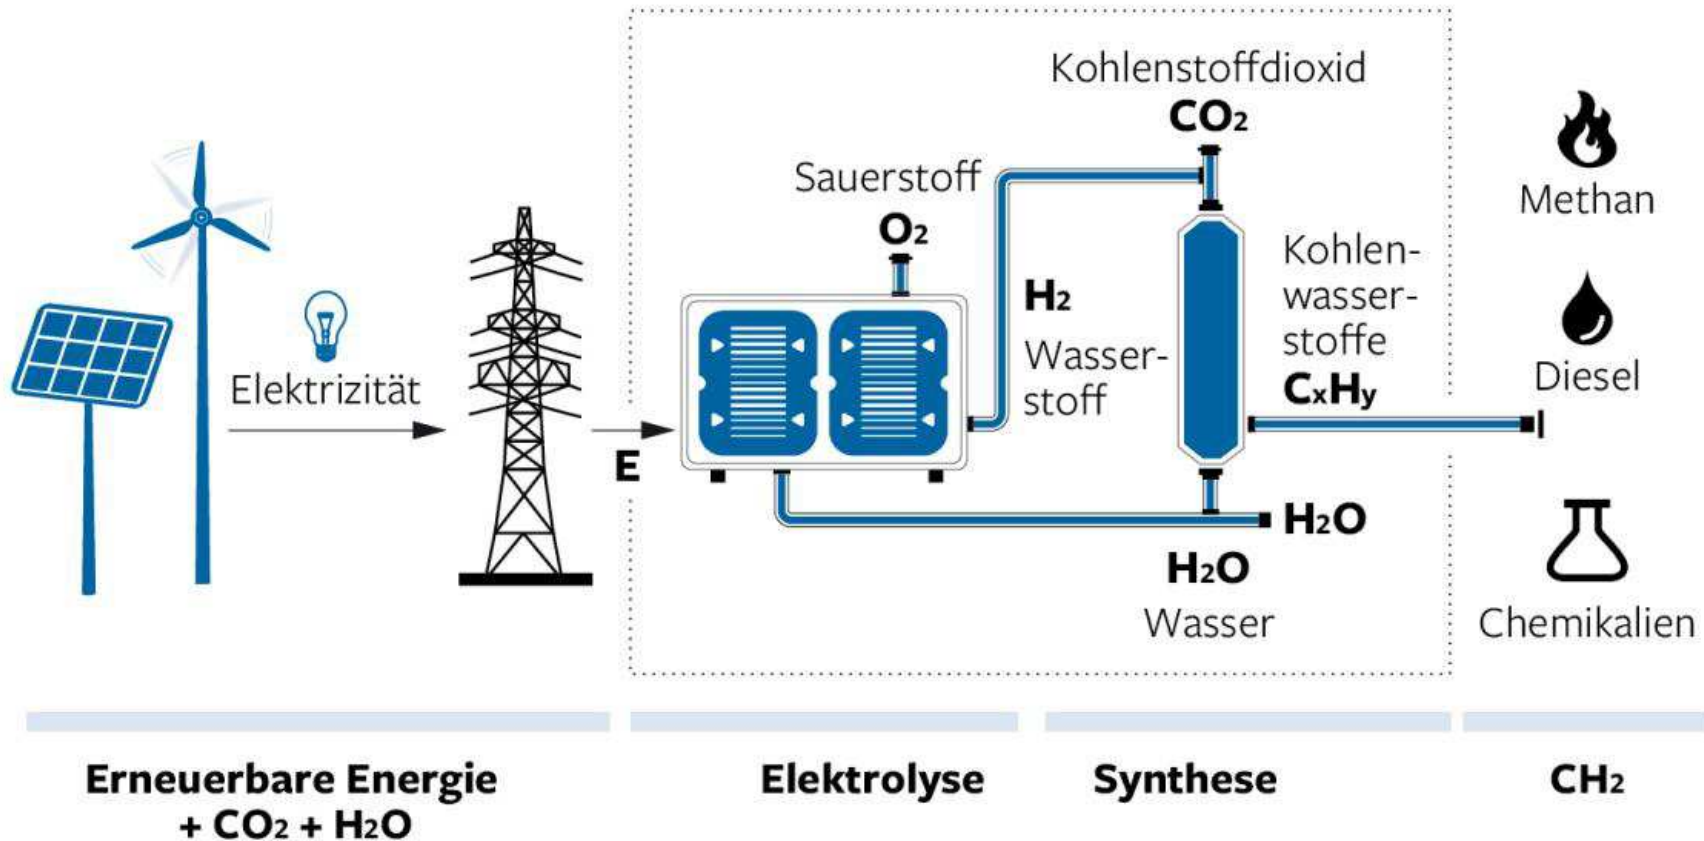 Kohlenstoffdioxid
CO2
Sauerstoff
O2
Methan
Elektrizität
E
H2
Wasser-
stoff
Kohlen-
wasser-
stoffe
CxHy
Diesel
H2O
H2O
Wasser
Chemikalien
Erneuerbare Energie
+ CO2 + H2O
Elektrolyse
Synthese
CH2